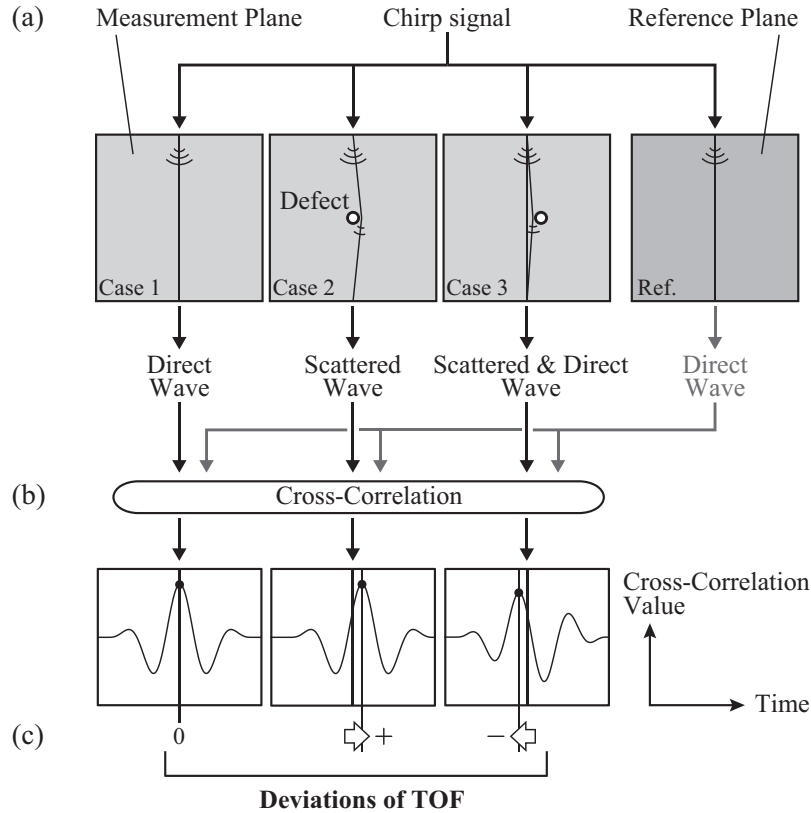 (a)
Measurement Plane
Chirp signal
Reference Plane
Defect
Case 1
Case 2
Case 3
Ref.
Direct
Wave
Scattered
Wave
Scattered & Direct
Wave
Direct
Wave
(b)
Cross-Correlation
Cross-Correlation
Value
Time
(c)
0
+
−
Deviations of TOF